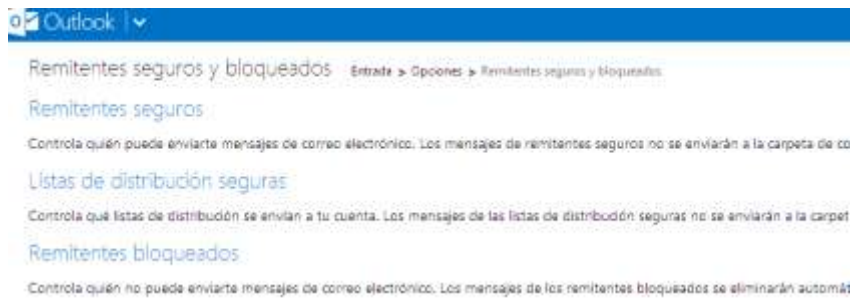 Outlook
Remitentes seguros y bloqueados Entrada > Opciones > Remitentes seguros y bloqueados
Remitentes seguros
Controla quién puede enviarte mensajes de correo electrónico. Los mensajes de remitentes seguros no se enviarán a la carpeta de co
Listas de distribución seguras
Controla qué listas de distribución se envían a tu cuenta. Los mensajes de las listas de distribución seguras no se enviarán a la carpet
Remitentes bloqueados
Controla quién no puede enviarte mensajes de correo electrónico. Los mensajes de los remitentes bloqueados se eliminarán automát